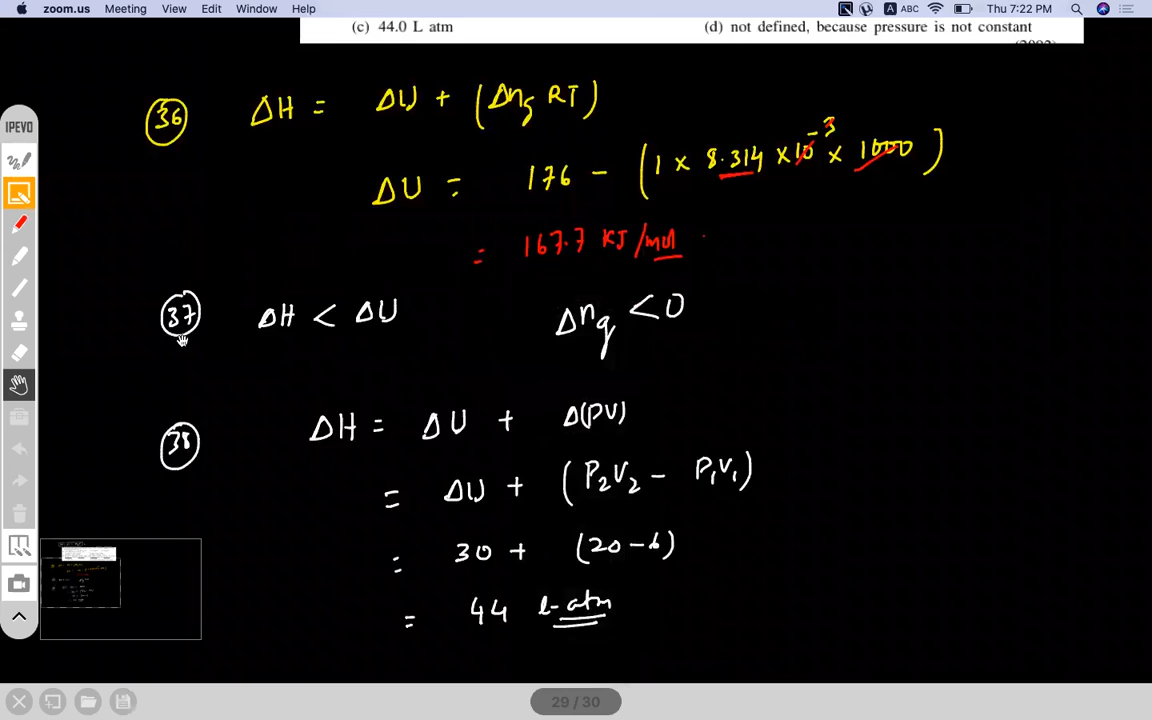 zoom.us Meeting View Edit Window Help ABC Thu 7:22 PM
(c) 44.0 L atm (d) not defined, because pressure is not constant
IPEVO
36 ΔH = ΔU + (Δng RT)
ΔU = 176 - (1 × 8.314 × 10⁻³ × 1000)
= 167.7 KJ/mol
37 ΔH < ΔU Δng < 0
38 ΔH = ΔU + Δ(PV)
= ΔU + (P₂V₂ - P₁V₁)
= 30 + (20-6)
= 44 l-atm
29 / 30